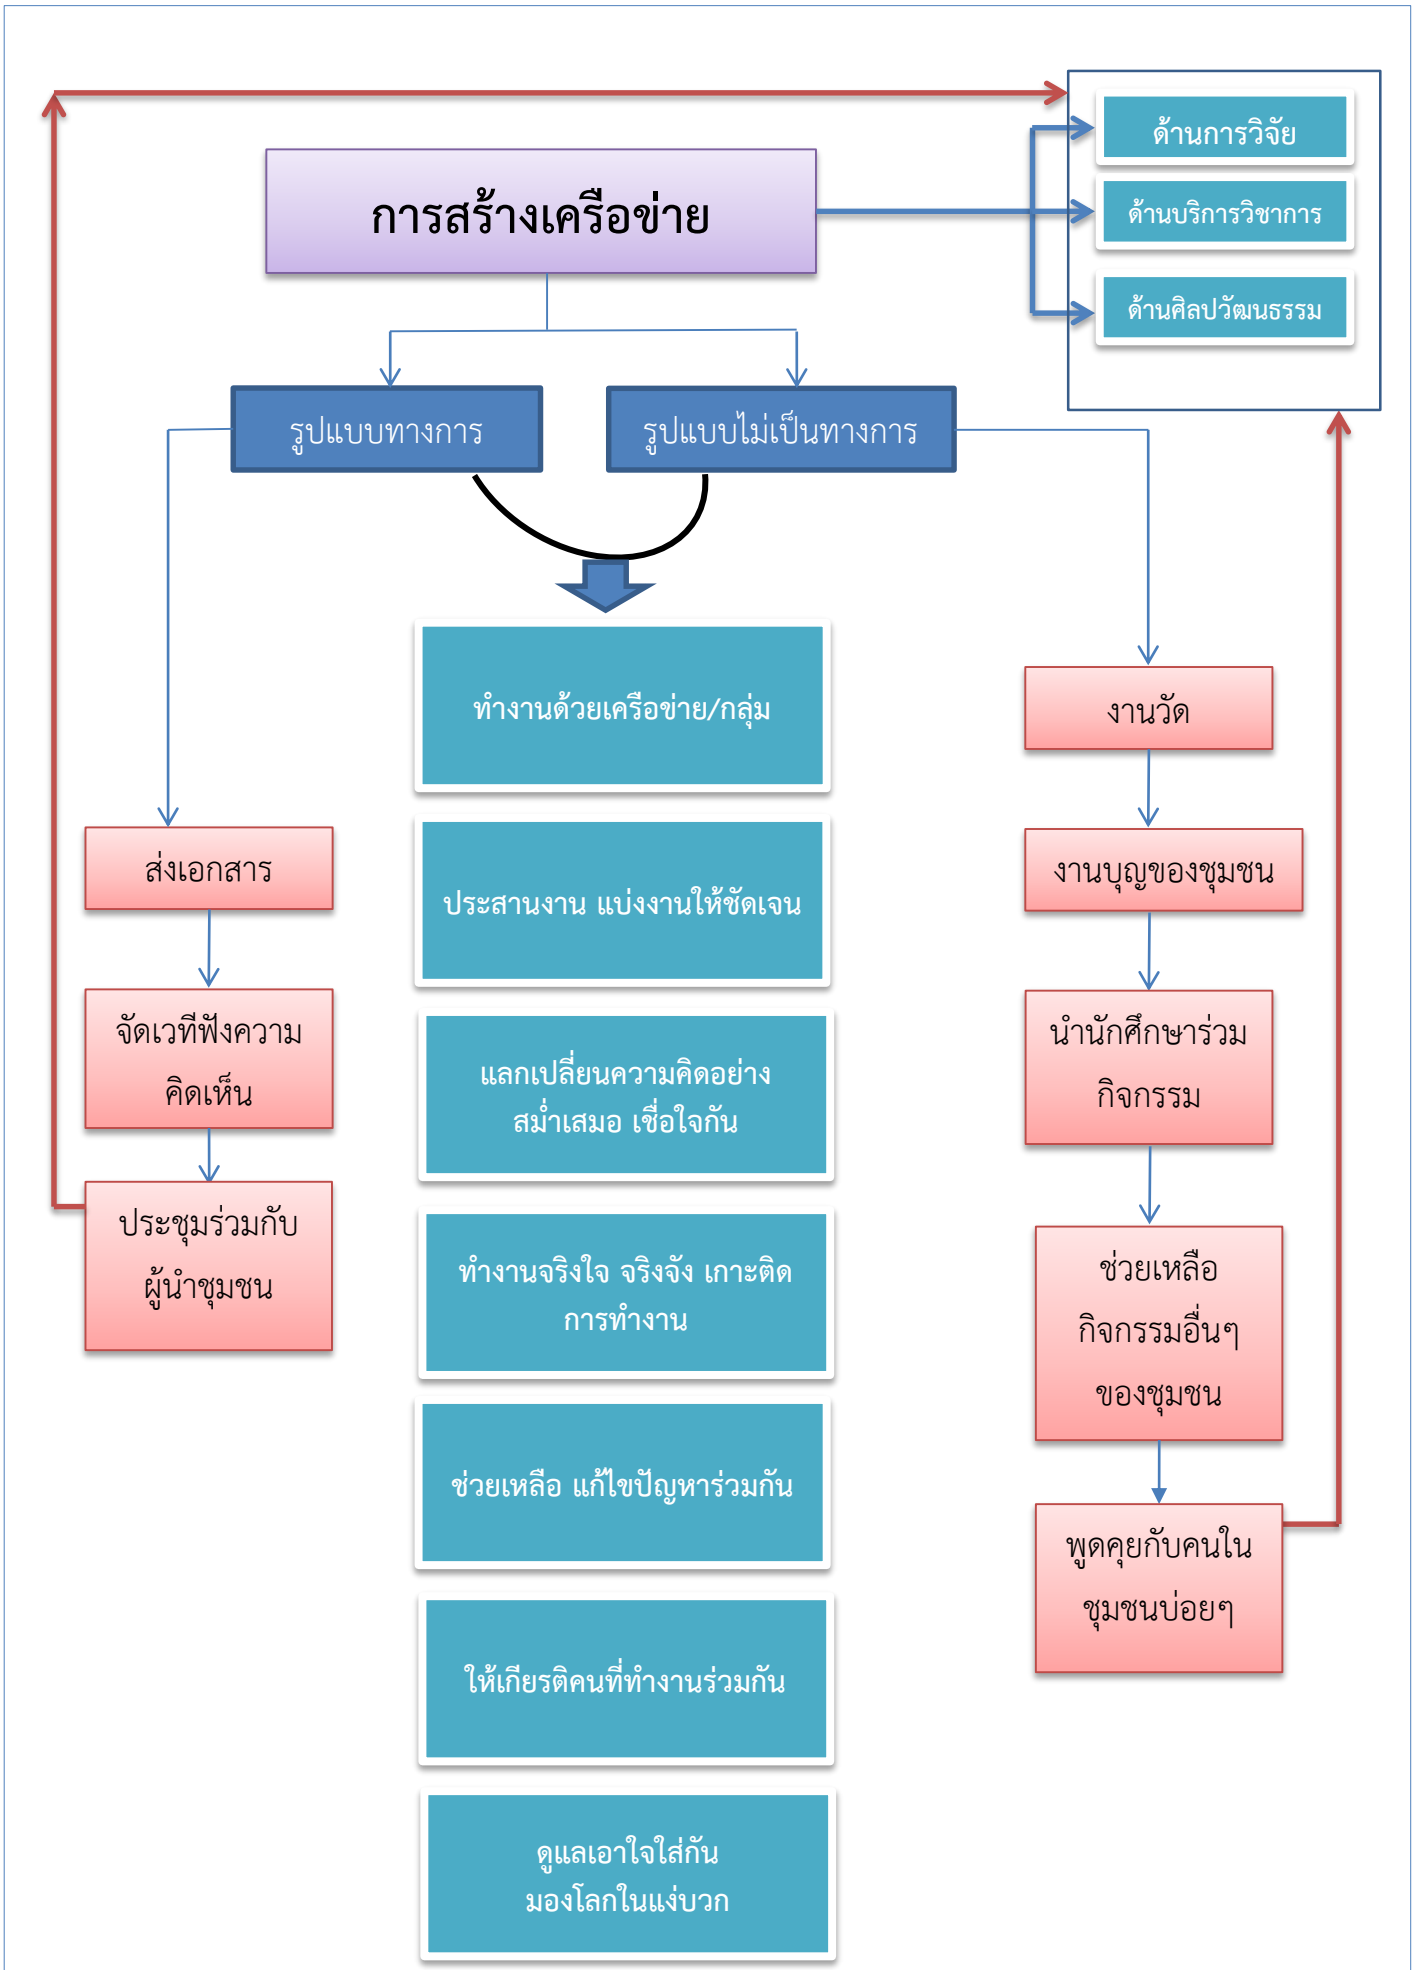 ด้านการวิจัย
การสร้างเครือข่าย
ด้านบริการวิชาการ
ด้านศิลปวัฒนธรรม
รูปแบบทางการ
รูปแบบไม่เป็นทางการ
ทำงานด้วยเครือข่าย/กลุ่ม
ประสานงาน แบ่งงานให้ชัดเจน
แลกเปลี่ยนความคิดอย่าง
สม่ำเสมอ เชื่อใจกัน
ทำงานจริงใจ จริงจัง เกาะติด
การทำงาน
ช่วยเหลือ แก้ไขปัญหาร่วมกัน
ให้เกียรติคนที่ทำงานร่วมกัน
ดูแลเอาใจใส่กัน
มองโลกในแง่บวก
ส่งเอกสาร
จัดเวทีฟังความ
คิดเห็น
ประชุมร่วมกับ
ผู้นำชุมชน
งานวัด
งานบุญของชุมชน
นำนักศึกษาร่วม
กิจกรรม
ช่วยเหลือ
กิจกรรมอื่นๆ
ของชุมชน
พูดคุยกับคนใน
ชุมชนบ่อยๆ